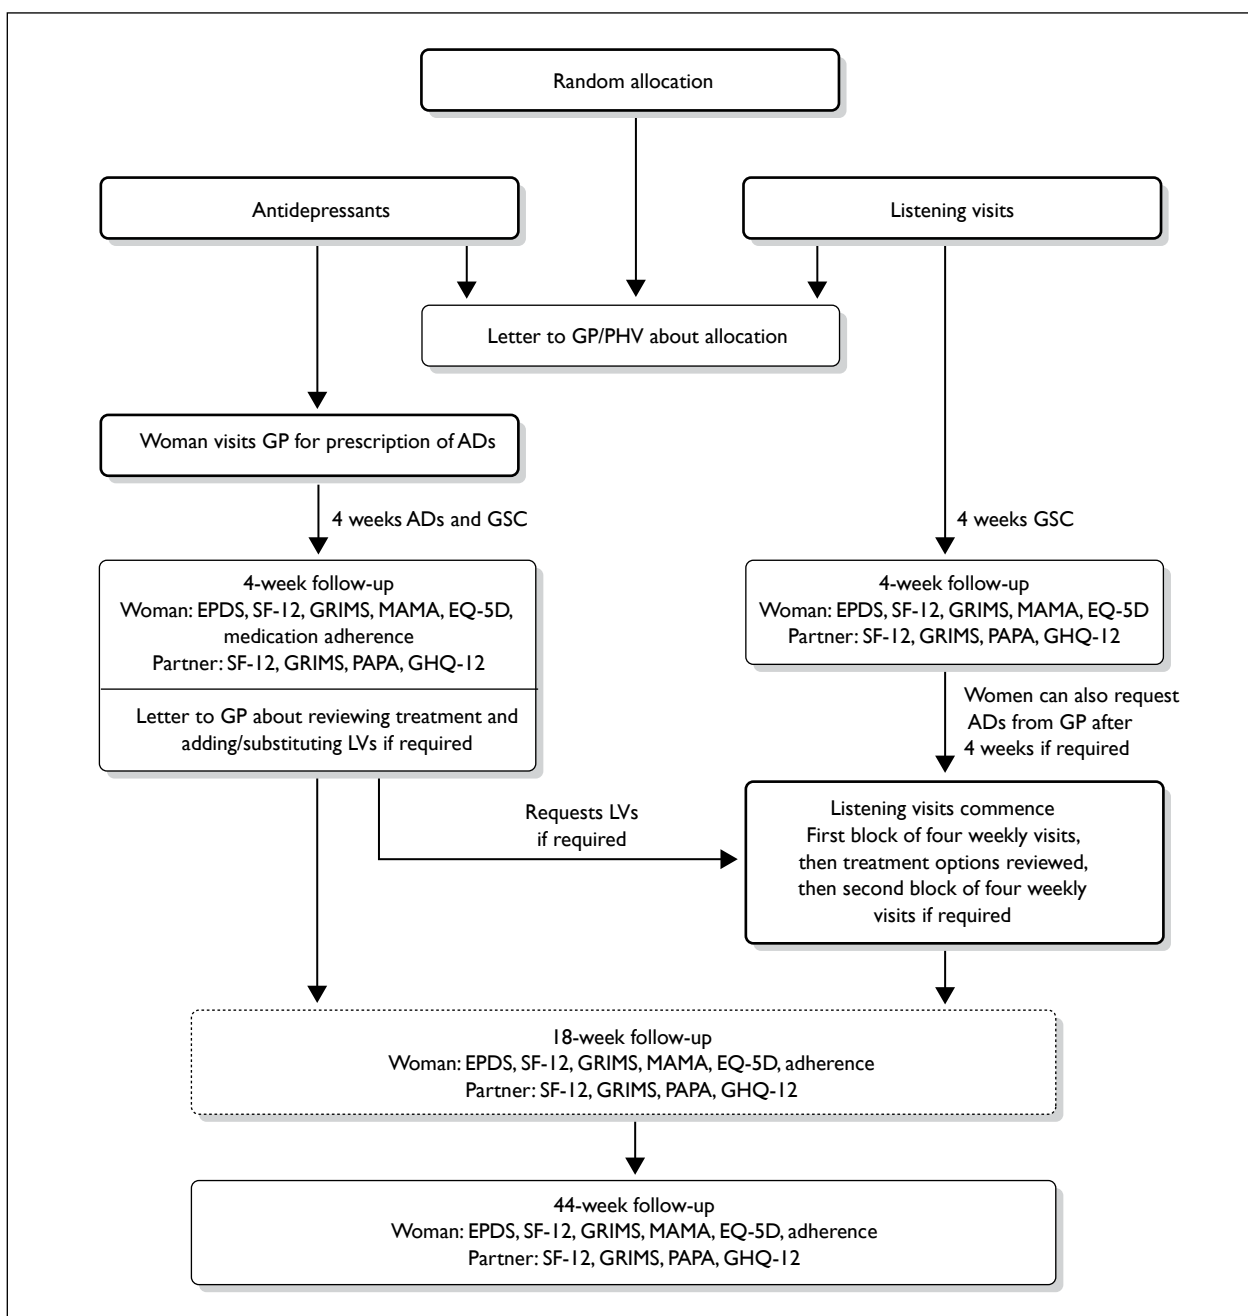 Random allocation
Antidepressants
Listening visits
Letter to GP/PHV about allocation
Woman visits GP for prescription of ADs
4 weeks ADs and GSC
4 weeks GSC
4-week follow-up
Woman: EPDS, SF-12, GRIMS, MAMA, EQ-5D,
medication adherence
Partner: SF-12, GRIMS, PAPA, GHQ-12
Letter to GP about reviewing treatment and
adding/substituting LVs if required
4-week follow-up
Woman: EPDS, SF-12, GRIMS, MAMA, EQ-5D
Partner: SF-12, GRIMS, PAPA, GHQ-12
Women can also request
ADs from GP after
4 weeks if required
Requests LVs
if required
Listening visits commence
First block of four weekly visits,
then treatment options reviewed,
then second block of four weekly
visits if required
18-week follow-up
Woman: EPDS, SF-12, GRIMS, MAMA, EQ-5D, adherence
Partner: SF-12, GRIMS, PAPA, GHQ-12
44-week follow-up
Woman: EPDS, SF-12, GRIMS, MAMA, EQ-5D, adherence
Partner: SF-12, GRIMS, PAPA, GHQ-12